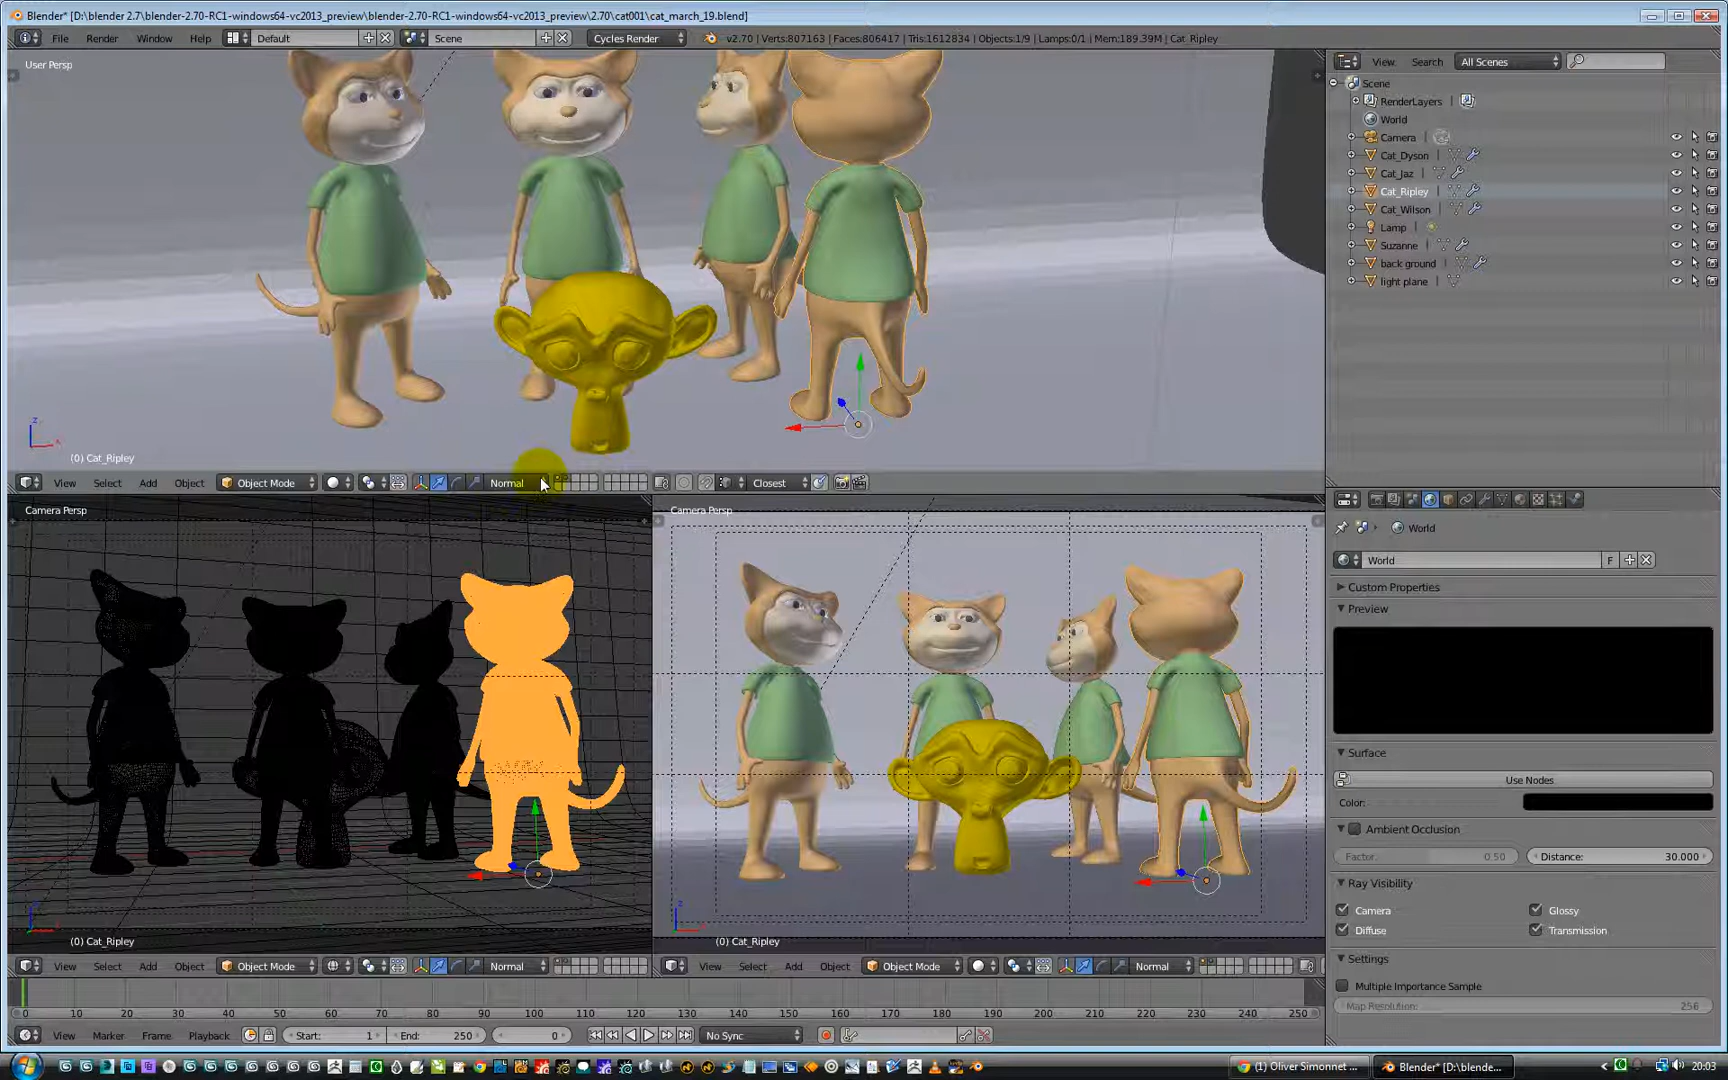 Blender* [D:\blender 2.7\blender-2.70-RC1-windows64-vc2013_preview\blender-2.70-RC1-windows64-vc2013_preview\2.70\cat001\cat_march_19.blend]
File Render Window Help Default Scene Cycles Render v2.70 | Verts:807163 | Faces:806417 | Tris:1612834 | Objects:1/9 | Lamps:0/1 | Mem:189.39M | Cat_Ripley
User Persp
View Search All Scenes
Scene
RenderLayers
World
Camera
Cat_Dyson
Cat_Jaz
Cat_Ripley
Cat_Wilson
Lamp
Suzanne
back ground
light plane
(0) Cat_Ripley
View Select Add Object Object Mode Normal Closest
Camera Persp
Camera Persp
World
World F
Custom Properties
Preview
Surface
Use Nodes
Color:
Ambient Occlusion
Factor: 0.50 Distance: 30.000
Ray Visibility
Camera Glossy
Diffuse Transmission
Settings
Multiple Importance Sample
Map Resolution: 256
(0) Cat_Ripley
(0) Cat_Ripley
View Select Add Object Object Mode Normal
View Select Add Object Object Mode Normal
0 10 20 30 40 50 60 70 80 90 100 110 120 130 140 150 160 170 180 190 200 210 220 230 240 250
View Marker Frame Playback Start: 1 End: 250 0 No Sync
(1) Oliver Simonnet ... Blender* [D:\blende... 20:03